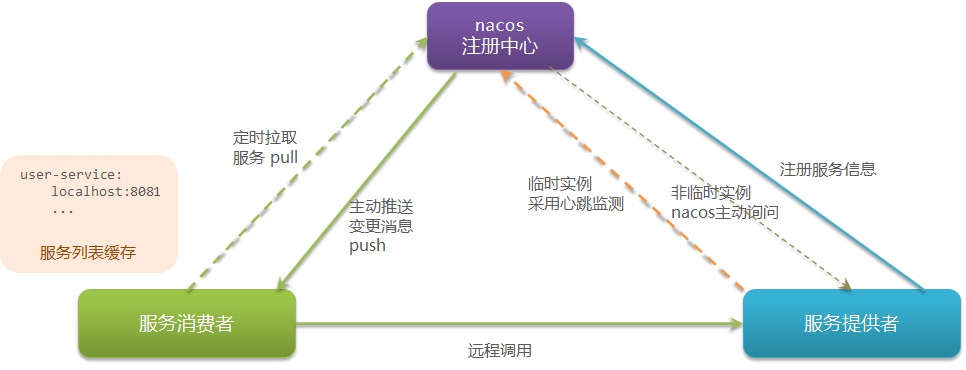 nacos
注册中心
定时拉取
服务 pull
user-service:
localhost:8081
...
服务列表缓存
主动推送
变更消息
push
临时实例
采用心跳监测
非临时实例
nacos主动询问
注册服务信息
服务消费者
远程调用
服务提供者